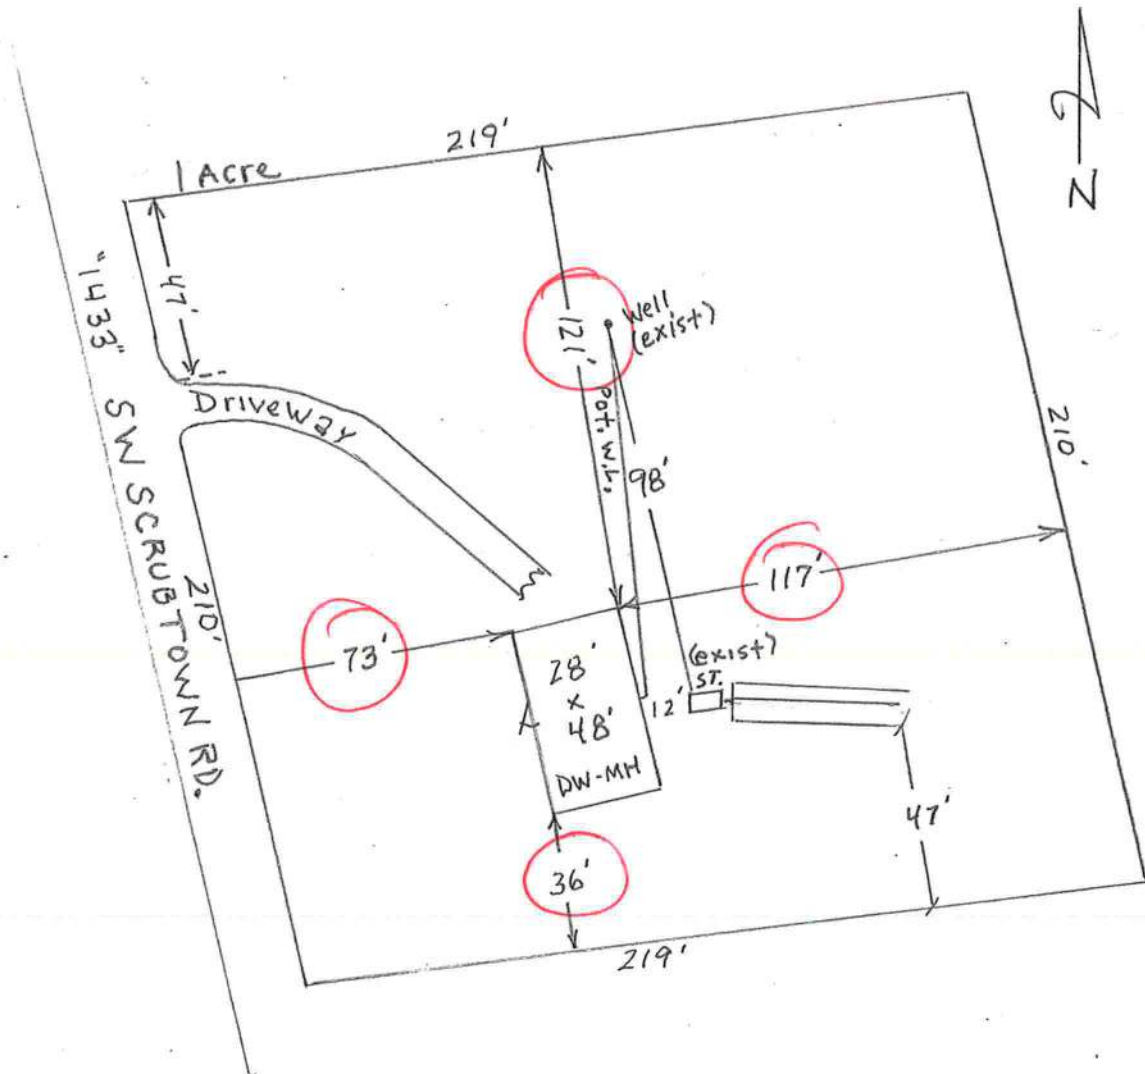 219'
1 Acre
N
47'
"1433" SW SCRUBTOWN RD.
Driveway
121'
Well
(exist)
Pot. W.L.
98'
210'
210'
117'
73'
(exist)
ST.
28'
x
48'
DW-MH
12'
47'
36'
219'